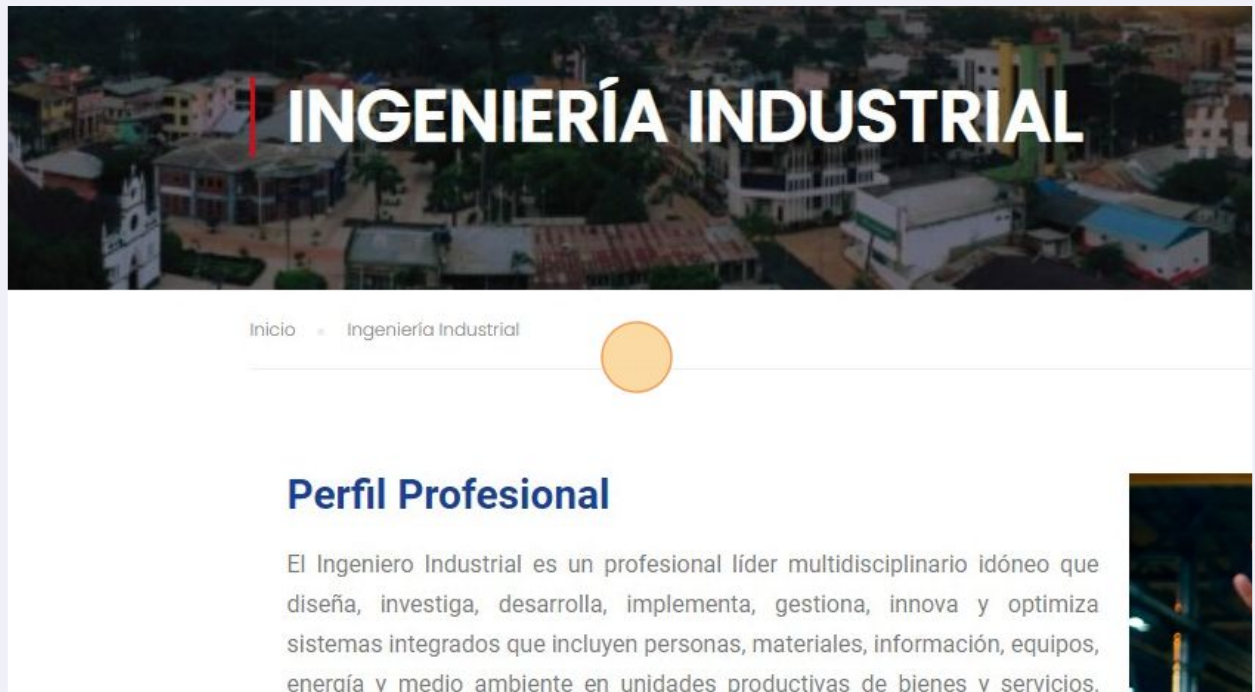 INGENIERÍA INDUSTRIAL
Inicio Ingeniería Industrial
Perfil Profesional
El Ingeniero Industrial es un profesional líder multidisciplinario idóneo que
diseña, investiga, desarrolla, implementa, gestiona, innova y optimiza
sistemas integrados que incluyen personas, materiales, información, equipos,
energía y medio ambiente en unidades productivas de bienes y servicios,